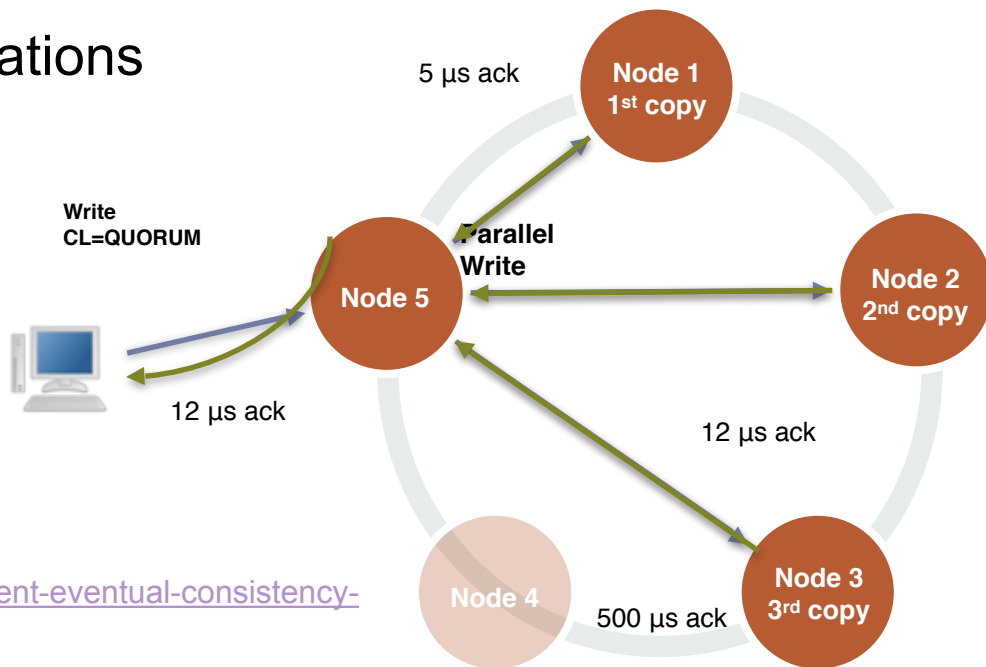 ations
5 µs ack
Node 1
1st copy
Write
CL=QUORUM
Parallel
Write
Node 5
Node 2
2nd copy
12 µs ack
12 µs ack
Node 3
3rd copy
Node 4
500 µs ack
ent-eventual-consistency-